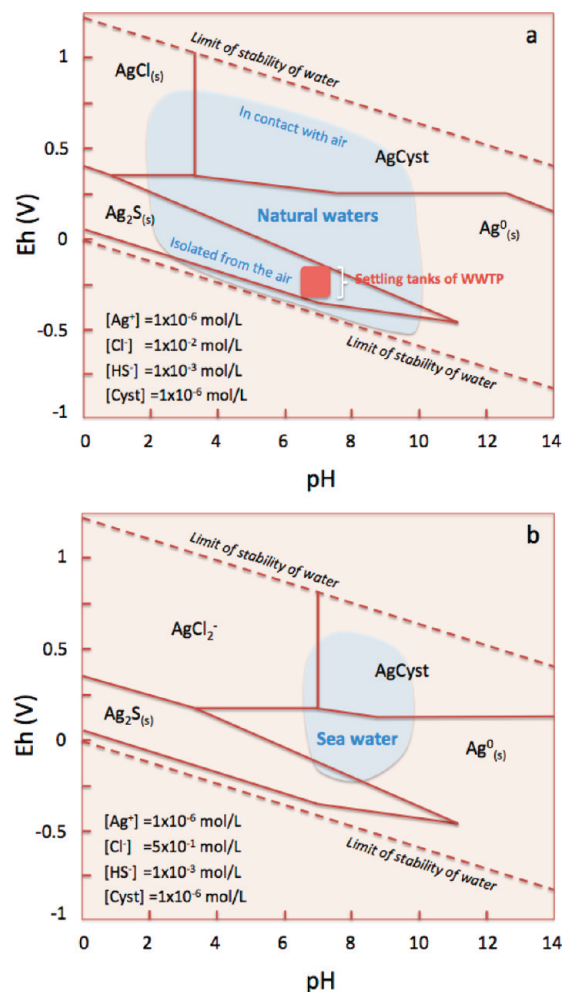 a
Limit of stability of water
1
AgCl(s)
In contact with air
AgCyst
0.5
Natural waters
Ag₂S(s)
Ag⁰(s)
Eh (V)
0
Isolated from the air
Settling tanks of WWTP
[Ag⁺] =1x10⁻⁶ mol/L
[Cl⁻] =1x10⁻² mol/L
[HS⁻] =1x10⁻³ mol/L
[Cyst] =1x10⁻⁶ mol/L
-0.5
Limit of stability of water
-1
0 2 4 6 8 10 12 14
pH
b
Limit of stability of water
1
AgCl₂⁻
AgCyst
0.5
Ag₂S(s)
Sea water
Ag⁰(s)
Eh (V)
0
[Ag⁺] =1x10⁻⁶ mol/L
[Cl⁻] =5x10⁻¹ mol/L
[HS⁻] =1x10⁻³ mol/L
[Cyst] =1x10⁻⁶ mol/L
-0.5
Limit of stability of water
-1
0 2 4 6 8 10 12 14
pH